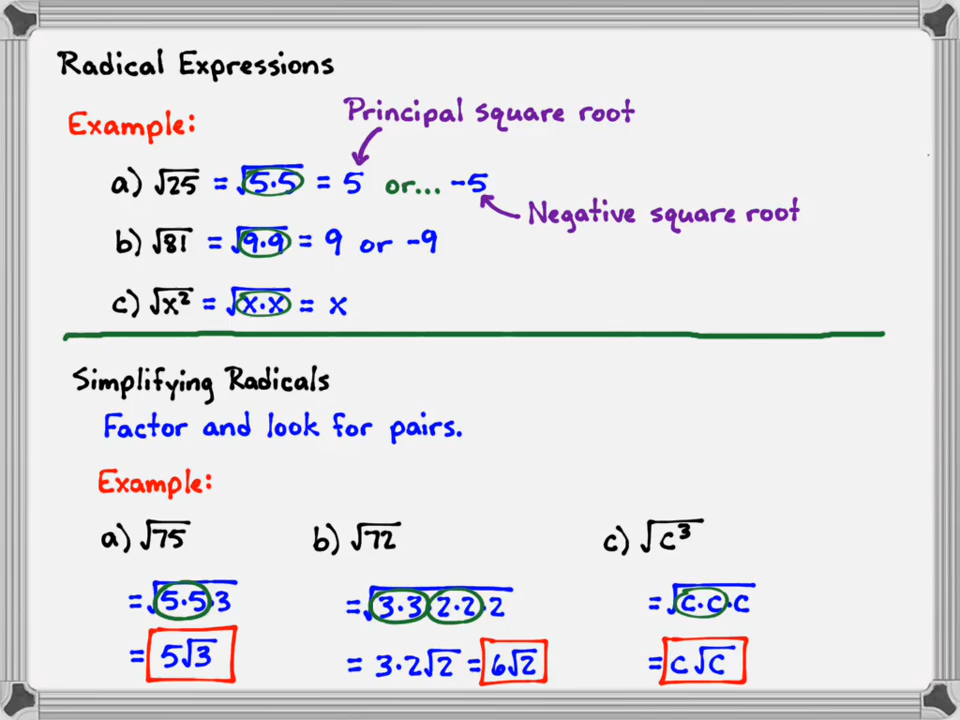 Radical Expressions
Example:
Principal square root
a) √25 = √5·5 = 5 or... -5
Negative square root
b) √81 = √9·9 = 9 or -9
c) √x² = √x·x = x
Simplifying Radicals
Factor and look for pairs.
Example:
a) √75
= √5·5·3
= 5√3
b) √72
= √3·3·2·2·2
= 3·2√2 = 6√2
c) √c³
= √c·c·c
= c√c